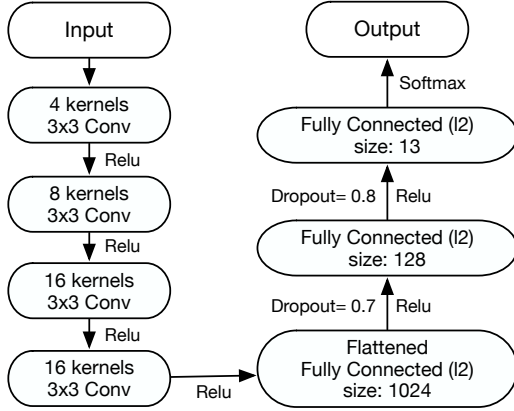 Input
4 kernels
3x3 Conv
Relu
8 kernels
3x3 Conv
Relu
16 kernels
3x3 Conv
Relu
16 kernels
3x3 Conv
Relu
Flattened
Fully Connected (l2)
size: 1024
Dropout= 0.7 Relu
Fully Connected (l2)
size: 128
Dropout= 0.8 Relu
Fully Connected (l2)
size: 13
Softmax
Output